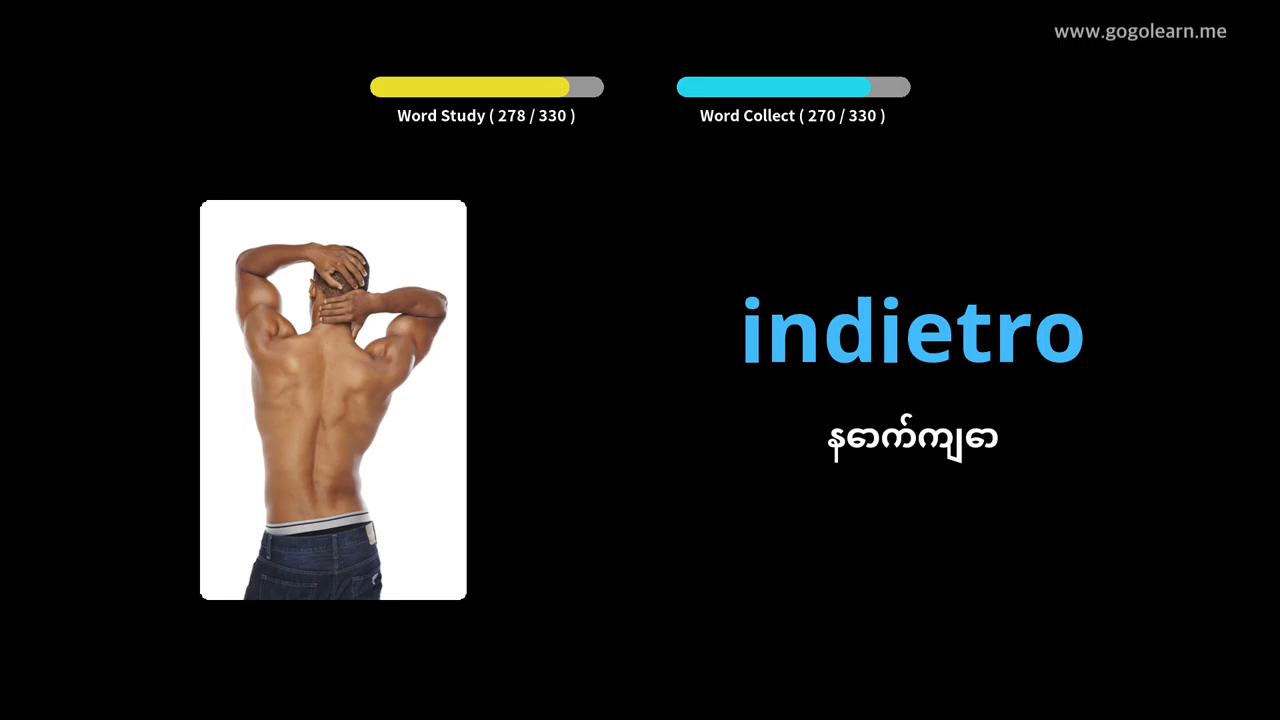 www.gogolearn.me
Word Study ( 278 / 330 )
Word Collect ( 270 / 330 )
indietro
နောက်ကျော